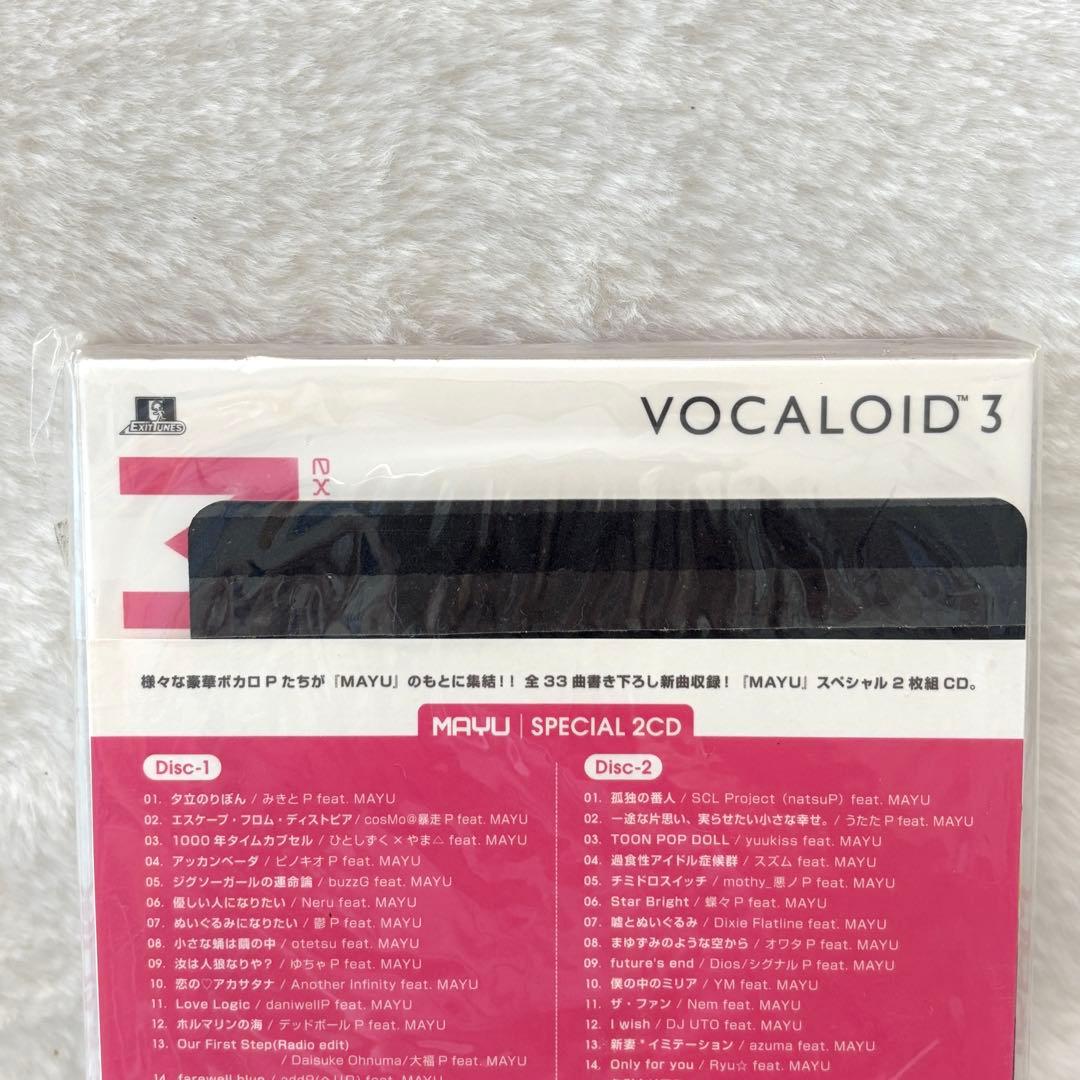 EXIT TUNES
VOCALOID™3
ex
M
様々な豪華ボカロPたちが『MAYU』のもとに集結!! 全33曲書き下ろし新曲収録!『MAYU』スペシャル2枚組CD。
MAYU | SPECIAL 2CD
Disc-1
01. 夕立のりぼん / みきとP feat. MAYU
02. エスケープ・フロム・ディストピア / cosMo@暴走P feat. MAYU
03. 1000年タイムカプセル / ひとしずく×やま△ feat. MAYU
04. アッカンベーダ / ピノキオP feat. MAYU
05. ジグソーガールの運命論 / buzzG feat. MAYU
06. 優しい人になりたい / Neru feat. MAYU
07. ぬいぐるみになりたい / 鬱P feat. MAYU
08. 小さな蛹は繭の中 / otetsu feat. MAYU
09. 汝は人狼なりや? / ゆちゃP feat. MAYU
10. 恋の♡アカサタナ / Another Infinity feat. MAYU
11. Love Logic / daniwellP feat. MAYU
12. ホルマリンの海 / デッドボールP feat. MAYU
13. Our First Step(Radio edit)
/ Daisuke Ohnuma/大福P feat. MAYU
14. farewell blue
Disc-2
01. 孤独の番人 / SCL Project（natsuP）feat. MAYU
02. 一途な片思い、実らせたい小さな幸せ。 / うたたP feat. MAYU
03. TOON POP DOLL / yuukiss feat. MAYU
04. 過食性アイドル症候群 / スズム feat. MAYU
05. チミドロスイッチ / mothy_悪ノP feat. MAYU
06. Star Bright / 蝶々P feat. MAYU
07. 嘘とぬいぐるみ / Dixie Flatline feat. MAYU
08. まゆずみのような空から / オワタP feat. MAYU
09. future's end / Dios/シグナルP feat. MAYU
10. 僕の中のミリア / YM feat. MAYU
11. ザ・ファン / Nem feat. MAYU
12. I wish / DJ UTO feat. MAYU
13. 新妻*イミテーション / azuma feat. MAYU
14. Only for you / Ryu☆ feat. MAYU